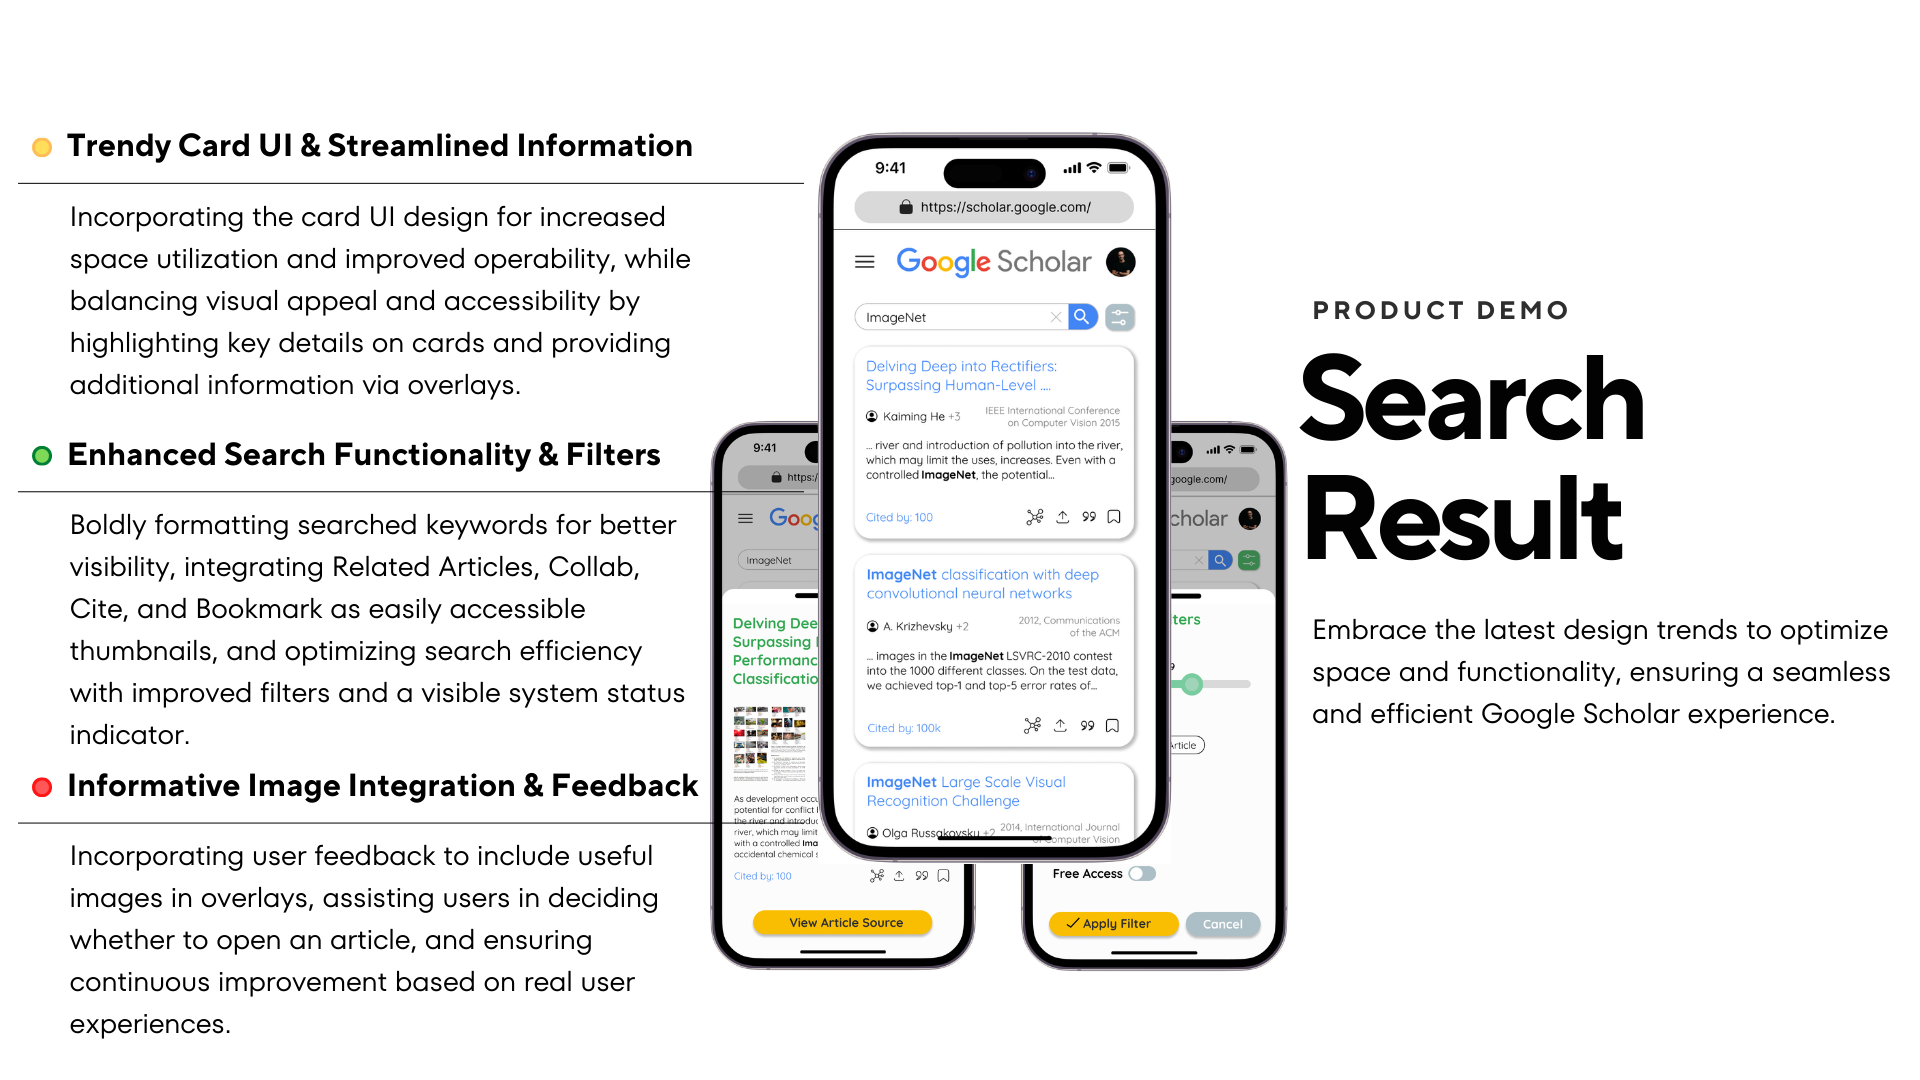 Trendy Card UI & Streamlined Information
Incorporating the card UI design for increased
space utilization and improved operability, while
balancing visual appeal and accessibility by
highlighting key details on cards and providing
additional information via overlays.
Enhanced Search Functionality & Filters
Boldly formatting searched keywords for better
visibility, integrating Related Articles, Collab,
Cite, and Bookmark as easily accessible
thumbnails, and optimizing search efficiency
with improved filters and a visible system status
indicator.
Informative Image Integration & Feedback
Incorporating user feedback to include useful
images in overlays, assisting users in deciding
whether to open an article, and ensuring
continuous improvement based on real user
experiences.
9:41
https:/
Goog
ImageNet
Delving Dee
Surpassing
Performanc
Classificatio
As development occu
potential for conflict
the river and introduc
river, which may limit
with a controlled Ima
accidental chemical s
Cited by: 100
View Article Source
9:41
https://scholar.google.com/
Google Scholar
ImageNet
Delving Deep into Rectifiers:
Surpassing Human-Level ....
Kaiming He +3
IEEE International Conference
on Computer Vision 2015
... river and introduction of pollution into the river,
which may limit the uses, increases. Even with a
controlled ImageNet, the potential...
Cited by: 100
ImageNet classification with deep
convolutional neural networks
A. Krizhevsky +2
2012, Communications
of the ACM
... images in the ImageNet LSVRC-2010 contest
into the 1000 different classes. On the test data,
we achieved top-1 and top-5 error rates of...
Cited by: 100k
ImageNet Large Scale Visual
Recognition Challenge
Olga Russakovsky +2
2014, International Journal
of Computer Vision
google.com/
cholar
ters
9
Article
Free Access
Apply Filter
Cancel
PRODUCT DEMO
Search
Result
Embrace the latest design trends to optimize
space and functionality, ensuring a seamless
and efficient Google Scholar experience.